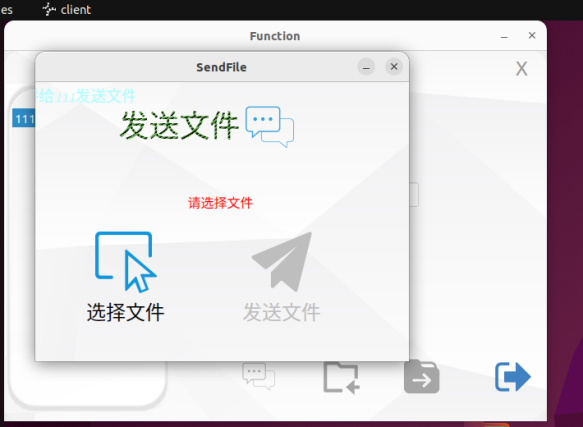 es client
Function
SendFile
X
给111发送文件
111
发送文件
请选择文件
选择文件
发送文件